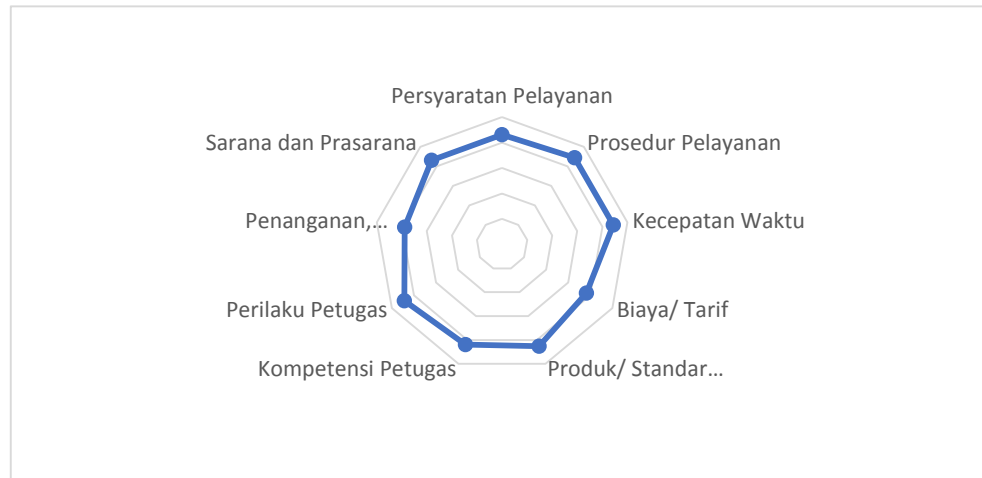 Persyaratan Pelayanan
Prosedur Pelayanan
Kecepatan Waktu
Biaya/ Tarif
Produk/ Standar...
Kompetensi Petugas
Perilaku Petugas
Penanganan,...
Sarana dan Prasarana